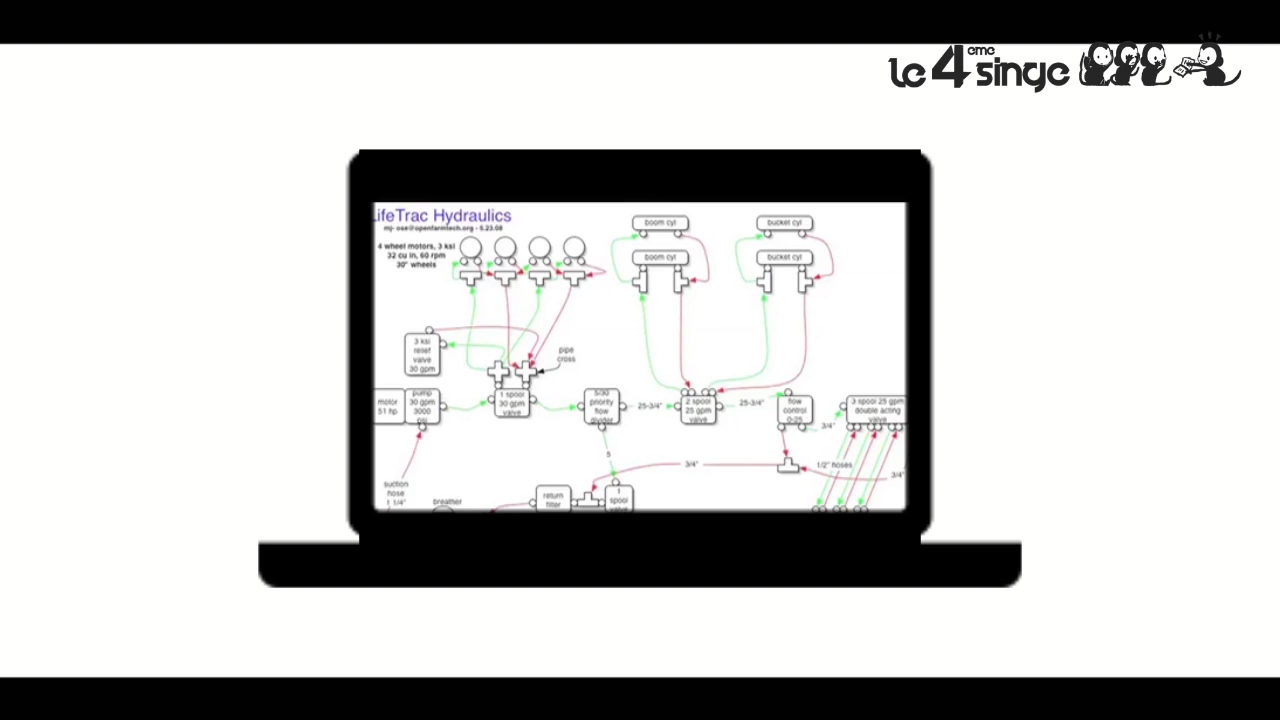 le 4eme singe
ifeTrac Hydraulics
mj- ose@openfarmtech.org - 5.23.08
4 wheel motors, 3 ksi
32 cu in, 60 rpm
30" wheels
boom cyl
bucket cyl
boom cyl
bucket cyl
3 ksi
relief
valve
30 gpm
pipe
cross
motor
51 hp
pump
30 gpm
3000
psi
1 spool
30 gpm
valve
5/30
priority
flow
divider
25-3/4"
2 spool
25 gpm
valve
25-3/4"
flow
control
0-25
3/4"
3 spool 25 gpm
double acting
valve
5
3/4"
1/2" hoses
3/4"
suction
hose
1 1/4"
breather
return
filter
1
spool
valve